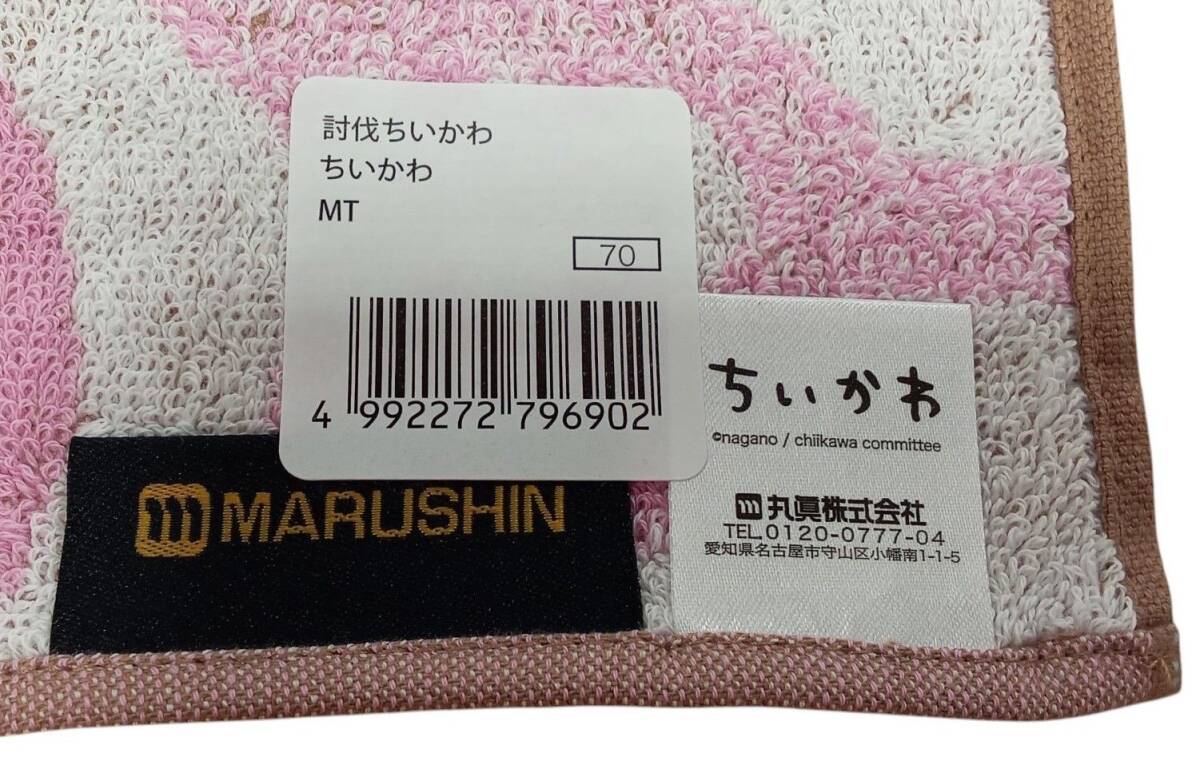 討伐ちいかわ
ちいかわ
MT
70
4 992272 796902
ちいかわ
©nagano / chiikawa committee
丸眞株式会社
TEL.0120-0777-04
愛知県名古屋市守山区小幡南1-1-5
MARUSHIN